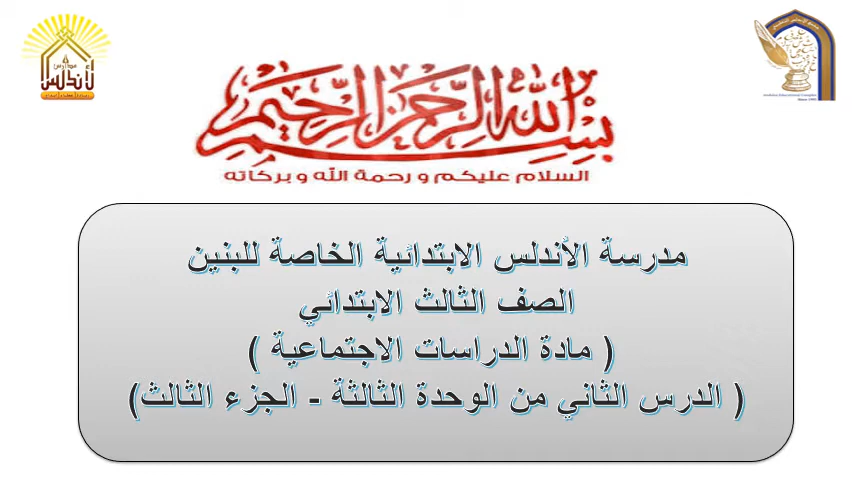 مدارس
الأندلس
بسم الله الرحمن الرحيم
السلام عليكم و رحمة الله و بركاته
مدرسة الأندلس الابتدائية الخاصة للبنين
الصف الثالث الابتدائي
( مادة الدراسات الاجتماعية )
( الدرس الثاني من الوحدة الثالثة - الجزء الثالث)